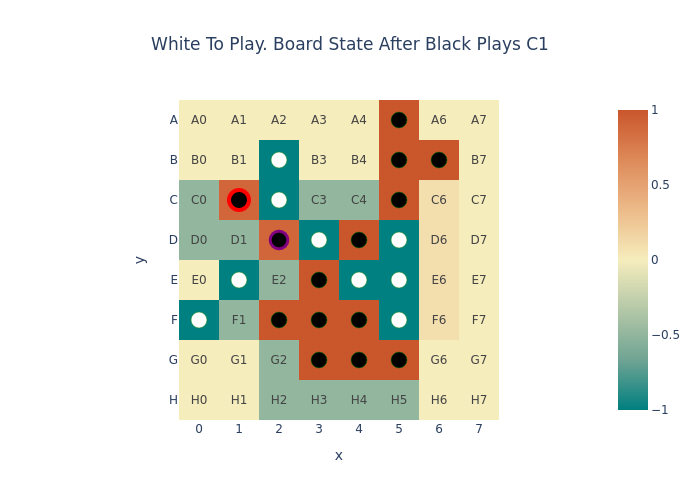 White To Play. Board State After Black Plays C1
A A0 A1 A2 A3 A4 A6 A7
B B0 B1 B3 B4 B7
C C0 C3 C4 C6 C7
D D0 D1 D6 D7
E E0 E2 E6 E7
F F1 F6 F7
G G0 G1 G2 G6 G7
H H0 H1 H2 H3 H4 H5 H6 H7
0 1 2 3 4 5 6 7
x
y
1
0.5
0
−0.5
−1